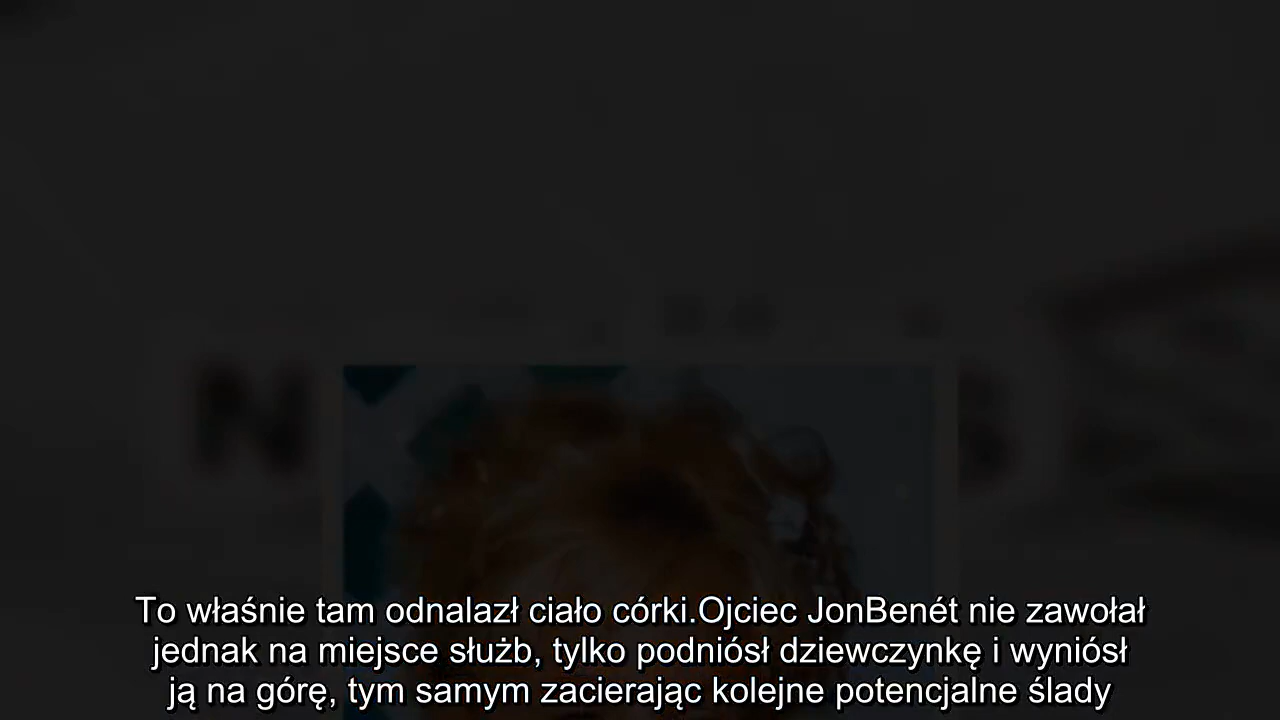 To właśnie tam odnalazł ciało córki.Ojciec JonBenét nie zawołał
jednak na miejsce służb, tylko podniósł dziewczynkę i wyniósł
ją na górę, tym samym zacierając kolejne potencjalne ślady